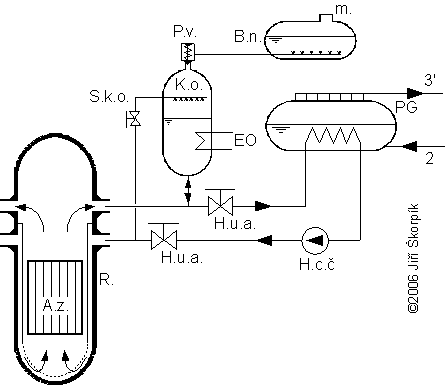 m.
P.v.
B.n.
3'
K.o.
S.k.o.
PG
EO
2
H.u.a.
H.u.a.
H.c.č
R.
A.z.
©2006 Jiří Škorpík